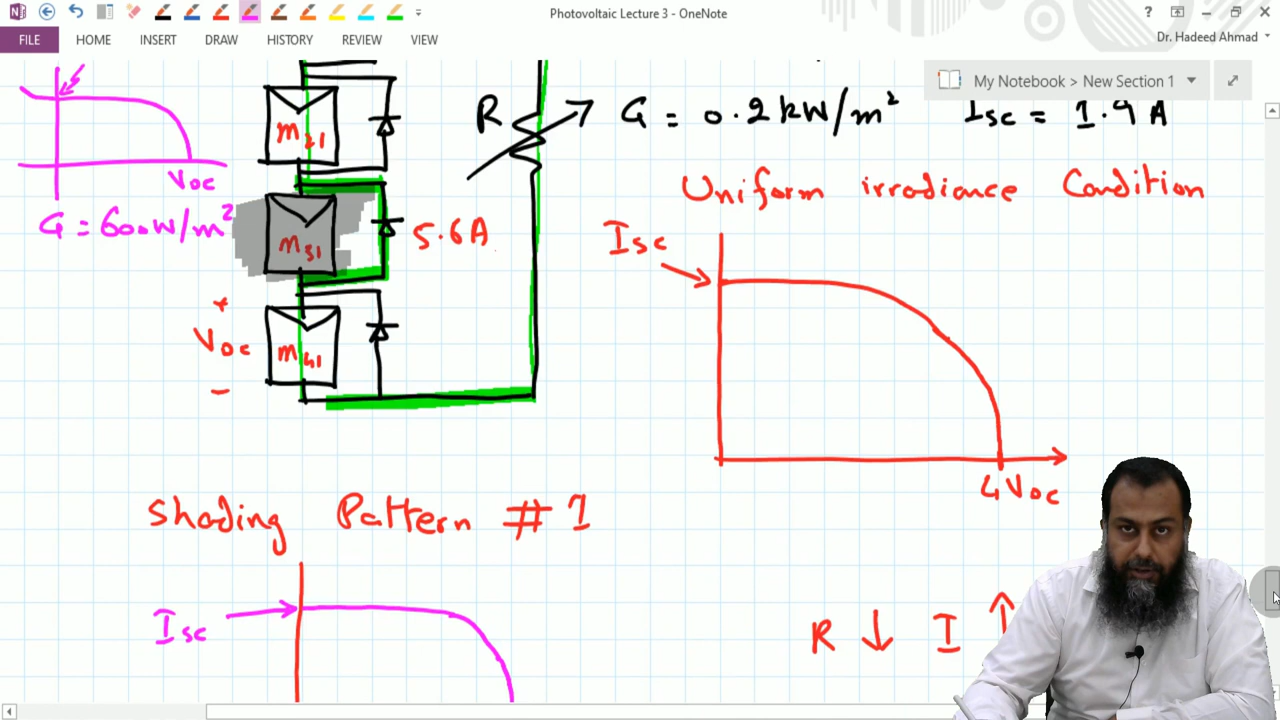 Photovoltaic Lecture 3 - OneNote
Dr. Hadeed Ahmad
FILE HOME INSERT DRAW HISTORY REVIEW VIEW
My Notebook > New Section 1
m21
R
G = 0.2 kW/m² Isc = 1.9 A
Voc
Uniform irradiance Condition
G = 600W/m²
m31
5.6A
Isc
+
Voc
-
m41
4Voc
Shading Pattern # 1
Isc
R ↓ I ↑